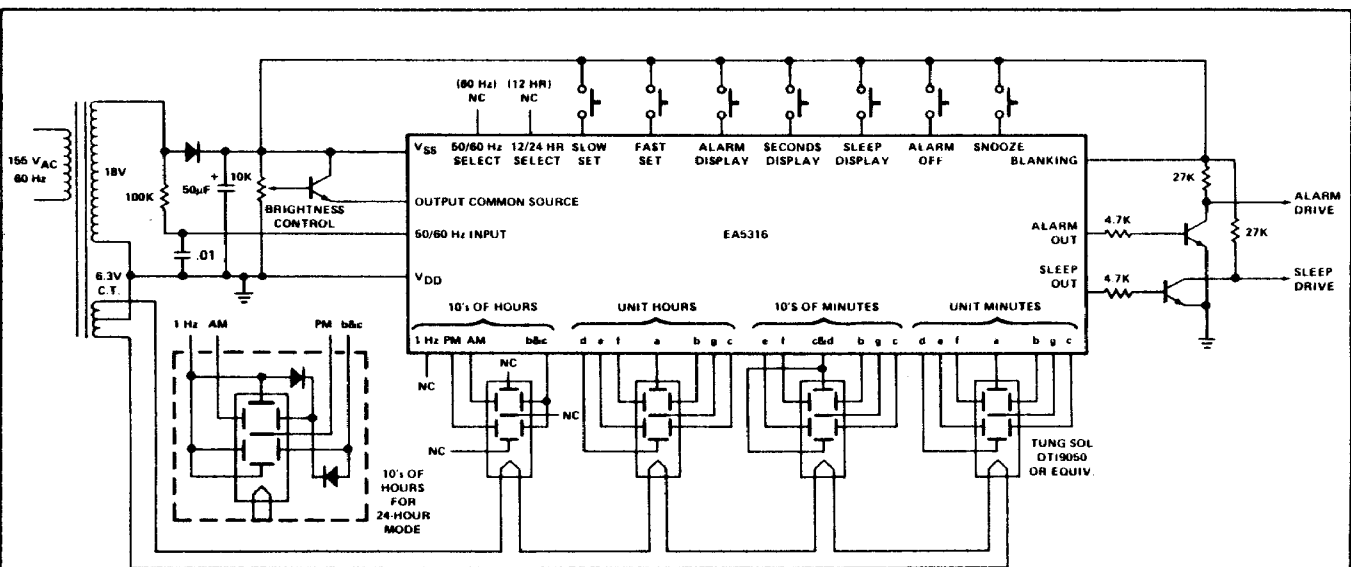 (60 Hz)
NC
(12 HR)
NC
155 VAC
60 Hz
18V
100K
50µF
+
10K
BRIGHTNESS
CONTROL
.01
6.3V
C.T.
VSS
50/60 Hz
SELECT
12/24 HR
SELECT
SLOW
SET
FAST
SET
ALARM
DISPLAY
SECONDS
DISPLAY
SLEEP
DISPLAY
ALARM
OFF
SNOOZE
BLANKING
OUTPUT COMMON SOURCE
50/60 Hz INPUT
EA5316
VDD
ALARM
OUT
SLEEP
OUT
4.7K
4.7K
27K
27K
ALARM
DRIVE
SLEEP
DRIVE
10's OF HOURS
UNIT HOURS
10'S OF MINUTES
UNIT MINUTES
1 Hz PM AM b&c
d e f a b g c
e f c&d b g c
d e f a b g c
NC
NC
NC
NC
1 Hz AM PM b&c
10's OF
HOURS
FOR
24-HOUR
MODE
TUNG SOL
DTI9050
OR EQUIV.